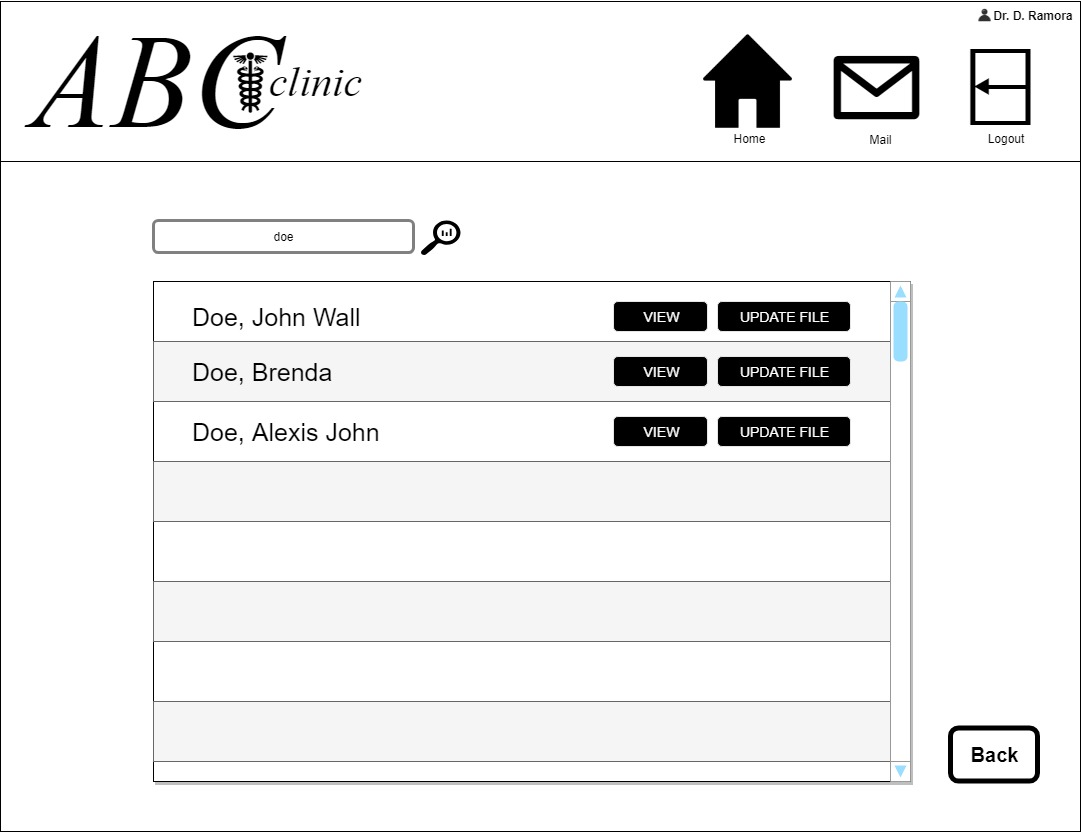 Dr. D. Ramora
ABC clinic
Home
Mail
Logout
doe
Doe, John Wall VIEW UPDATE FILE
Doe, Brenda VIEW UPDATE FILE
Doe, Alexis John VIEW UPDATE FILE
Back